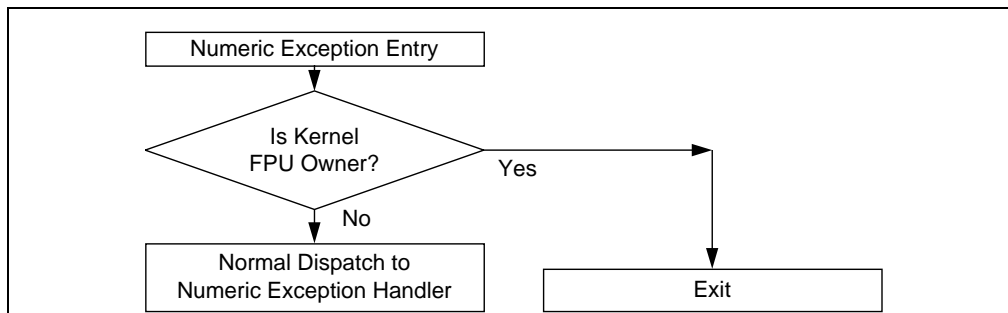 Numeric Exception Entry
Is Kernel
FPU Owner?
Yes
No
Normal Dispatch to
Numeric Exception Handler
Exit